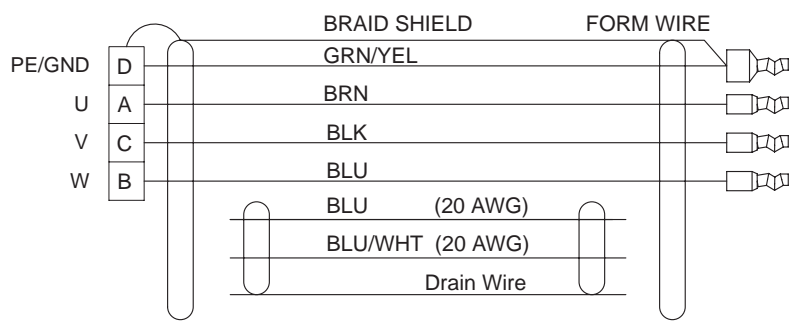 BRAID SHIELD FORM WIRE
PE/GND D GRN/YEL
U A BRN
V C BLK
W B BLU
BLU (20 AWG)
BLU/WHT (20 AWG)
Drain Wire